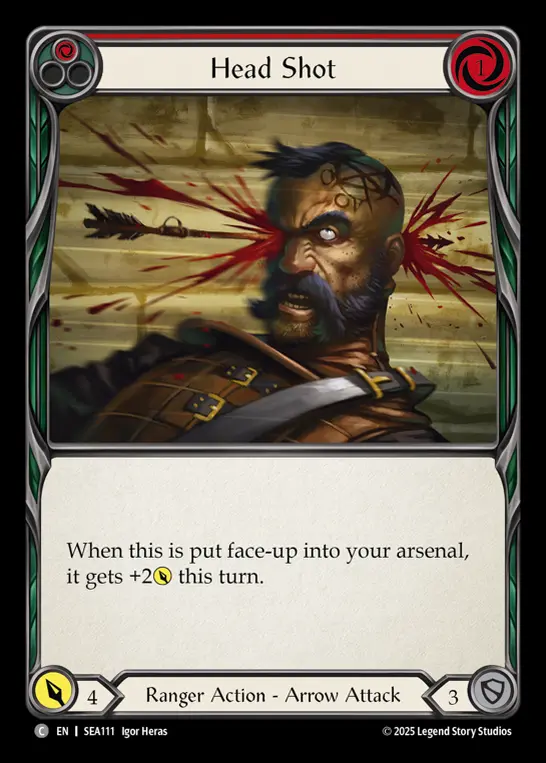 Head Shot
1
When this is put face-up into your arsenal,
it gets +2 this turn.
4
Ranger Action - Arrow Attack
3
C EN | SEA111 Igor Heras
© 2025 Legend Story Studios